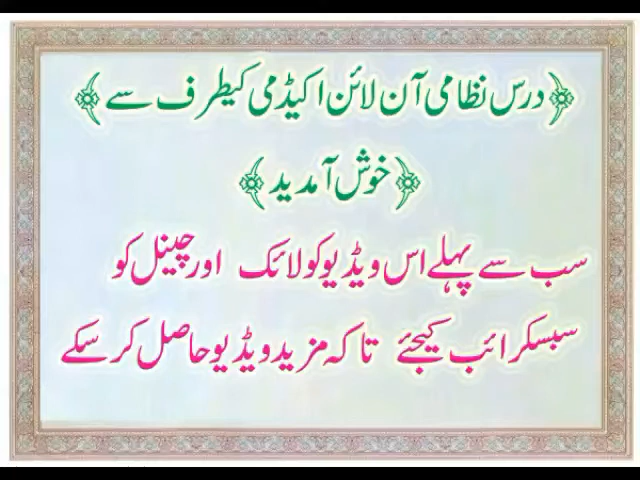 ﴿درس نظامی آن لائن اکیڈمی کیطرف سے﴾
﴿خوش آمدید﴾
سب سے پہلے اس ویڈیو کو لائک اور چینل کو
سبسکرائب کیجئے تاکہ مزید ویڈیو حاصل کر سکے